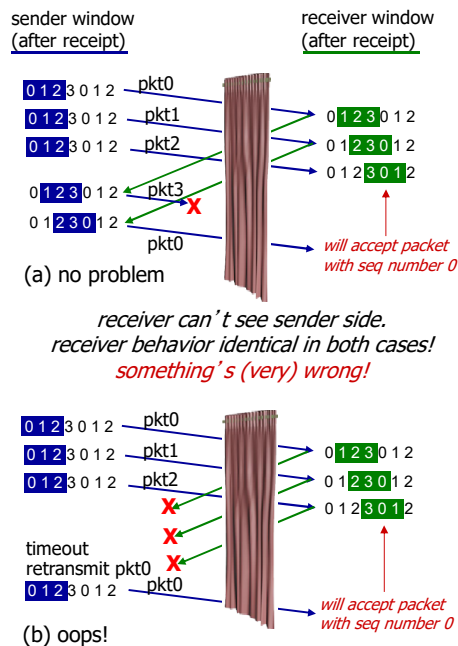 sender window
(after receipt)
receiver window
(after receipt)
0 1 2 3 0 1 2
pkt0
0 1 2 3 0 1 2
pkt1
0 1 2 3 0 1 2
pkt2
0 1 2 3 0 1 2
0 1 2 3 0 1 2
0 1 2 3 0 1 2
0 1 2 3 0 1 2
pkt3
X
0 1 2 3 0 1 2
pkt0
will accept packet
with seq number 0
(a) no problem
receiver can't see sender side.
receiver behavior identical in both cases!
something's (very) wrong!
0 1 2 3 0 1 2
pkt0
0 1 2 3 0 1 2
pkt1
0 1 2 3 0 1 2
pkt2
0 1 2 3 0 1 2
0 1 2 3 0 1 2
0 1 2 3 0 1 2
X
X
X
timeout
retransmit pkt0
0 1 2 3 0 1 2
pkt0
will accept packet
with seq number 0
(b) oops!